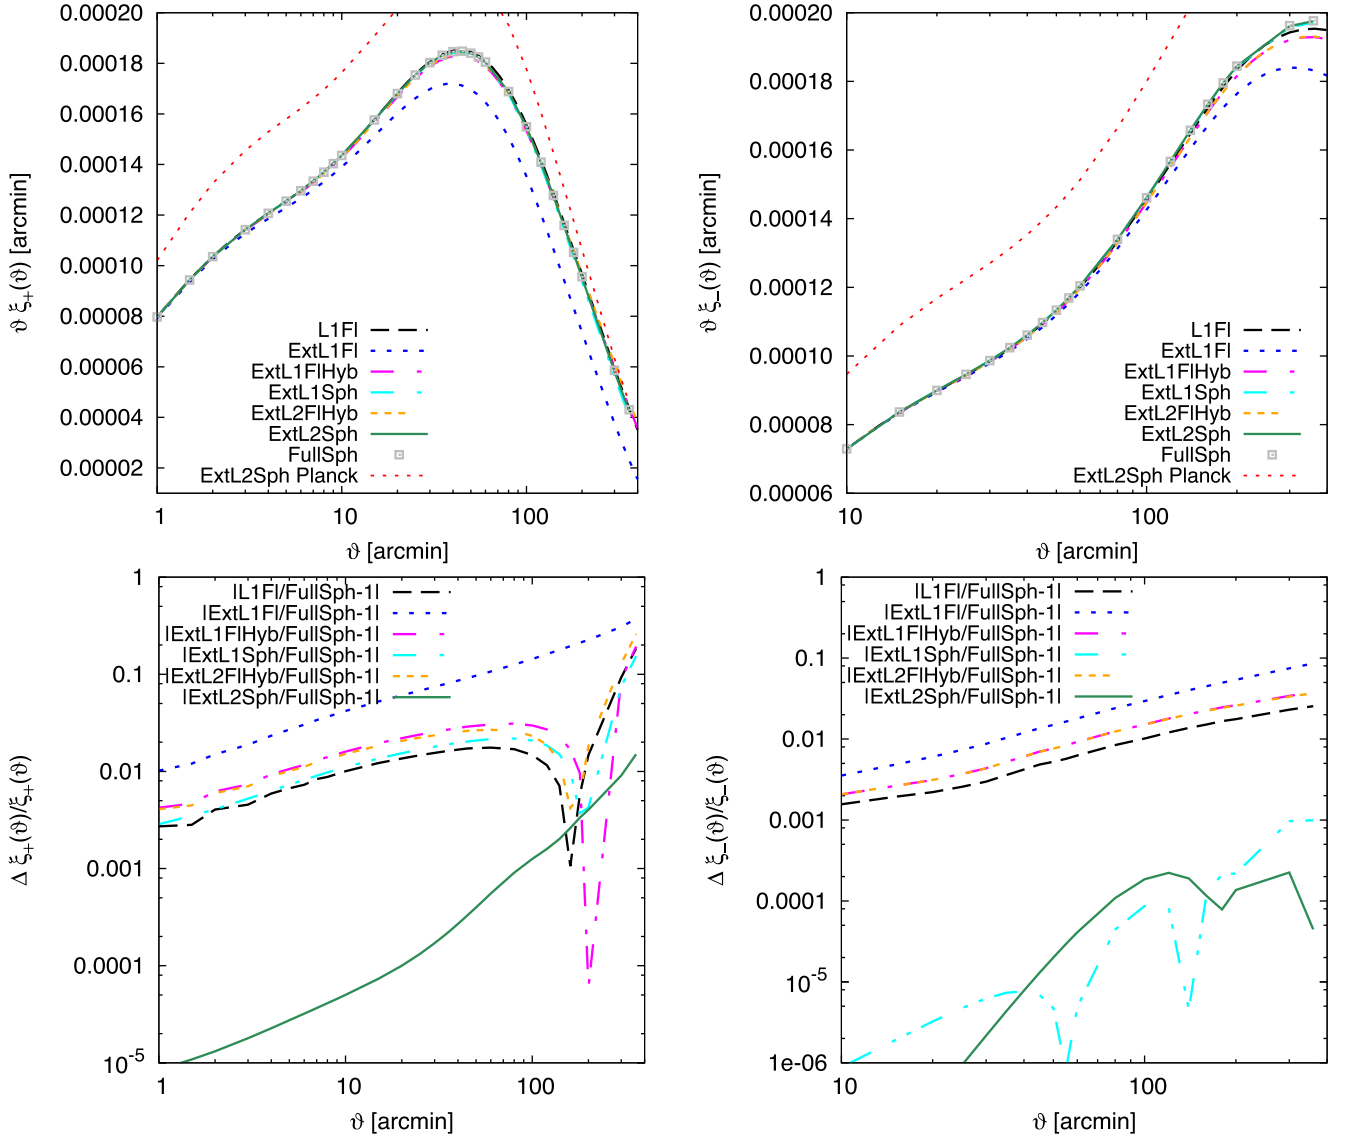 0.00020
0.00018
0.00016
0.00014
0.00012
0.00010
0.00008
0.00006
0.00004
0.00002
ϑ ξ+(ϑ) [arcmin]
L1Fl
ExtL1Fl
ExtL1FlHyb
ExtL1Sph
ExtL2FlHyb
ExtL2Sph
FullSph
ExtL2Sph Planck
1 10 100
ϑ [arcmin]
0.00020
0.00018
0.00016
0.00014
0.00012
0.00010
0.00008
0.00006
ϑ ξ−(ϑ) [arcmin]
L1Fl
ExtL1Fl
ExtL1FlHyb
ExtL1Sph
ExtL2FlHyb
ExtL2Sph
FullSph
ExtL2Sph Planck
10 100
ϑ [arcmin]
1
0.1
0.01
0.001
0.0001
10^-5
Δ ξ+(ϑ)/ξ+(ϑ)
|L1Fl/FullSph-1|
|ExtL1Fl/FullSph-1|
|ExtL1FlHyb/FullSph-1|
|ExtL1Sph/FullSph-1|
|ExtL2FlHyb/FullSph-1|
|ExtL2Sph/FullSph-1|
1 10 100
ϑ [arcmin]
1
0.1
0.01
0.001
0.0001
10^-5
1e-06
Δ ξ−(ϑ)/ξ−(ϑ)
|L1Fl/FullSph-1|
|ExtL1Fl/FullSph-1|
|ExtL1FlHyb/FullSph-1|
|ExtL1Sph/FullSph-1|
|ExtL2FlHyb/FullSph-1|
|ExtL2Sph/FullSph-1|
10 100
ϑ [arcmin]